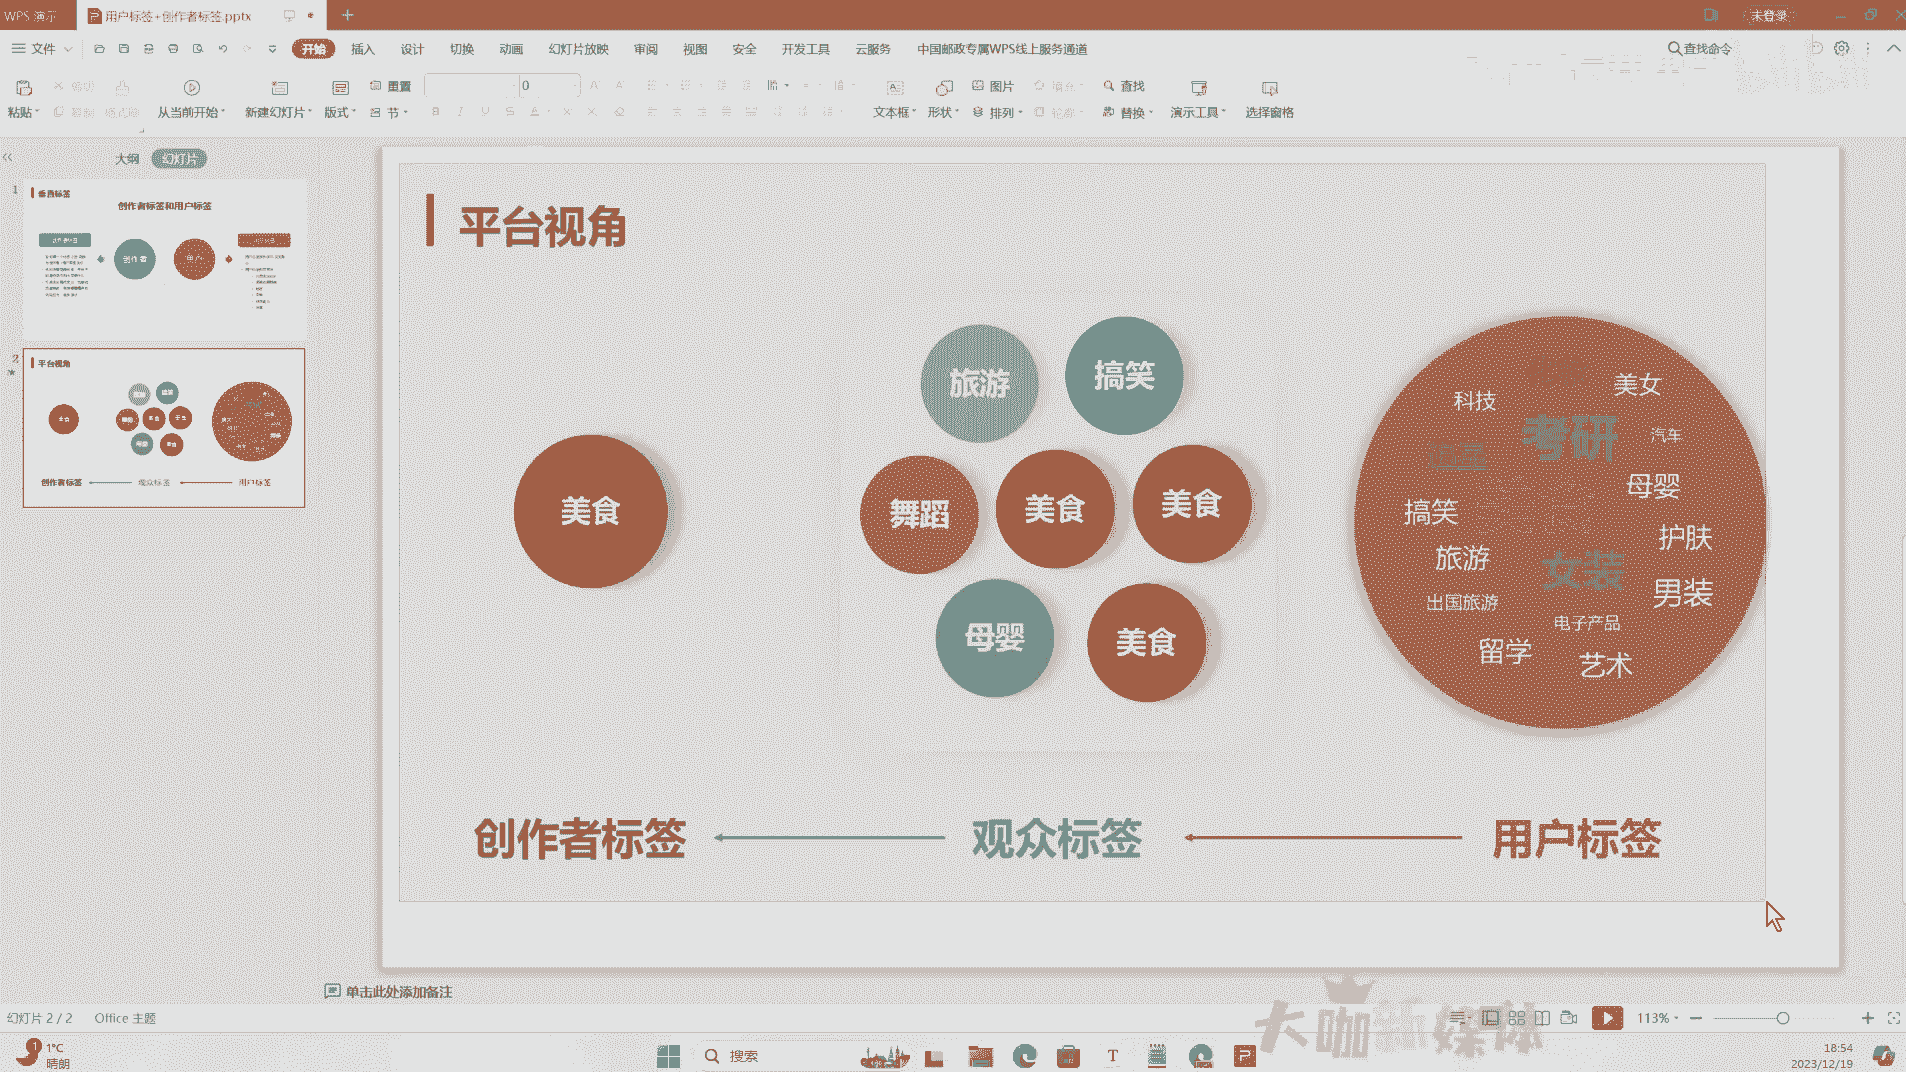 WPS 演示
用户标签+创作者标签.pptx
未登录
文件
开始
插入
设计
切换
动画
幻灯片放映
审阅
视图
安全
开发工具
云服务
中国邮政专属WPS线上服务通道
查找命令
粘贴
从当前开始
新建幻灯片
版式
重置
节
0
文本框
形状
图片
排列
查找
替换
演示工具
选择窗格
大纲
幻灯片
1
垂直标签
创作者标签和用户标签
创作者
用户
2
平台视角
创作者标签
观众标签
用户标签
平台视角
美食
旅游
搞笑
舞蹈
美食
美食
母婴
美食
科技
美女
考研
汽车
母婴
搞笑
护肤
旅游
女装
男装
出国旅游
电子产品
留学
艺术
创作者标签
观众标签
用户标签
单击此处添加备注
幻灯片 2 / 2
Office 主题
大咖新媒体
113%
1°C
晴朗
搜索
18:54
2023/12/19